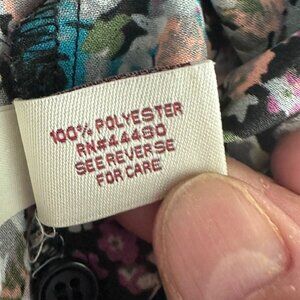 100% POLYESTER
RN#44480
SEE REVERSE
FOR CARE